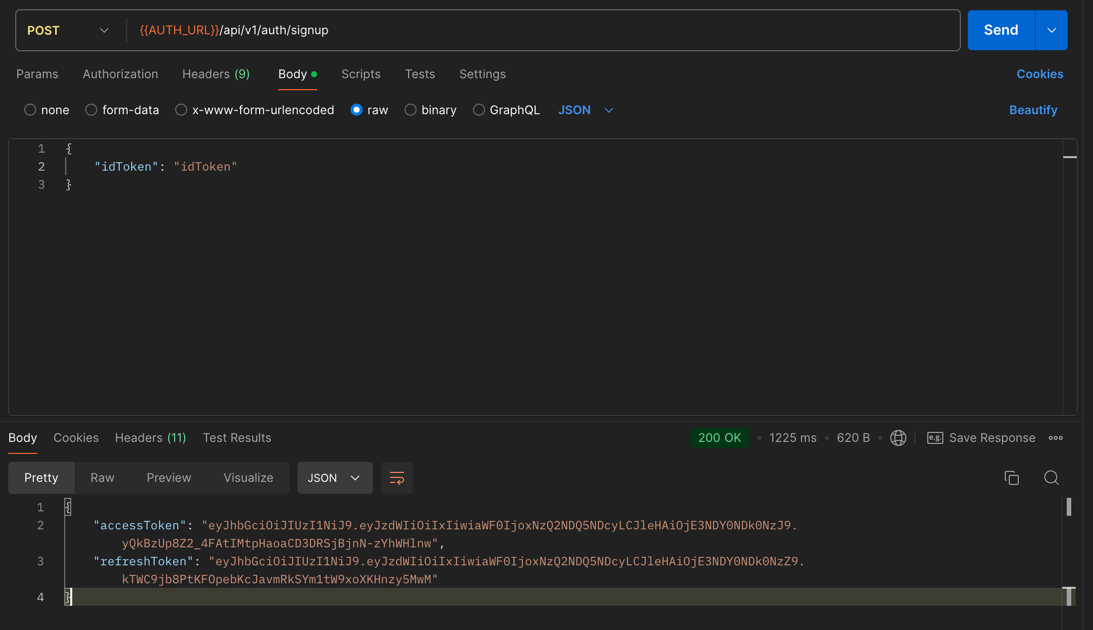 POST {{AUTH_URL}}/api/v1/auth/signup Send
Params Authorization Headers (9) Body Scripts Tests Settings Cookies
none form-data x-www-form-urlencoded raw binary GraphQL JSON Beautify
1 {
2 "idToken": "idToken"
3 }
Body Cookies Headers (11) Test Results 200 OK 1225 ms 620 B e.g Save Response
Pretty Raw Preview Visualize JSON
1 {
2 "accessToken": "eyJhbGciOiJIUzI1NiJ9.eyJzdWIiOiIxIiwiaWF0IjoxNzQ2NDQ5NDcyLCJleHAiOjE3NDY0NDk0NzJ9.
yQkBzUp8Z2_4FAtIMtpHaoaCD3DRSjBjnN-zYhWHlnw",
3 "refreshToken": "eyJhbGciOiJIUzI1NiJ9.eyJzdWIiOiIxIiwiaWF0IjoxNzQ2NDQ5NDcyLCJleHAiOjE3NDY0NDk0NzZ9.
kTWC9jb8PtKFOpebKcJavmRkSYm1tW9xoXKHnzy5MwM"
4 }